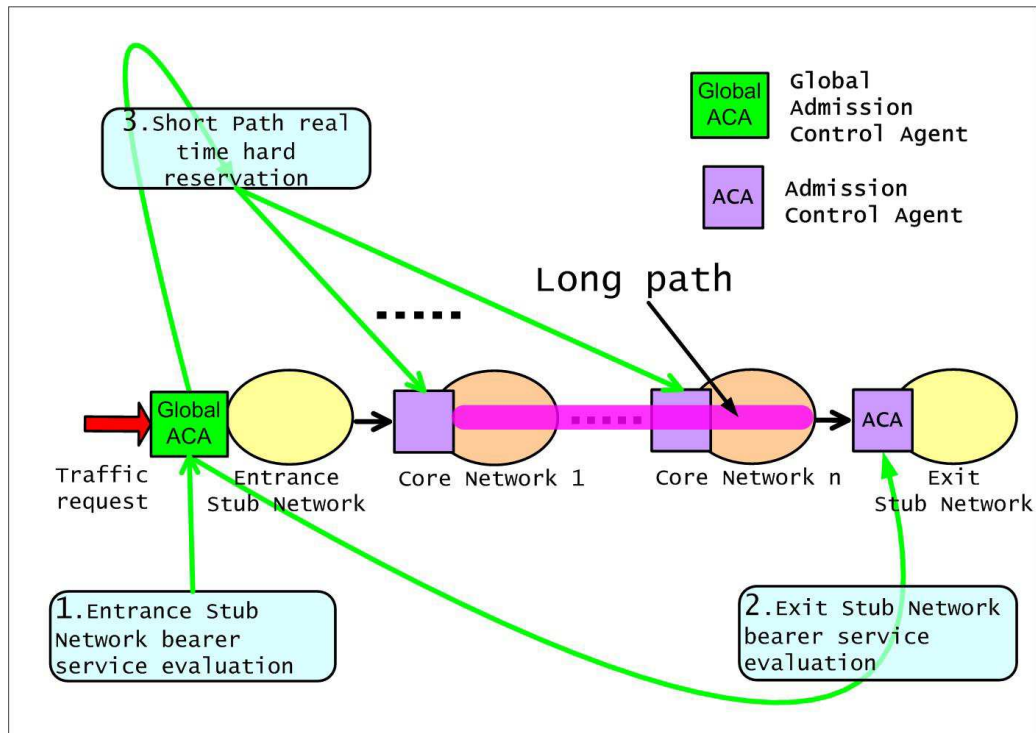 3.Short Path real
time hard
reservation
Global
ACA
Global
Admission
Control Agent
ACA
Admission
Control Agent
Long path
Global
ACA
Traffic
request
Entrance
Stub Network
Core Network 1
Core Network n
ACA
Exit
Stub Network
1.Entrance Stub
Network bearer
service evaluation
2.Exit Stub Network
bearer service
evaluation